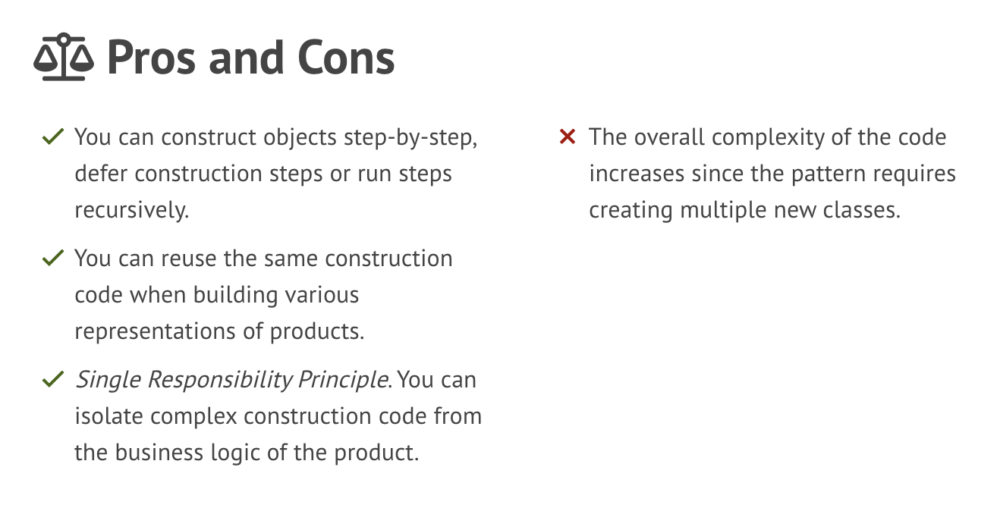 Pros and Cons
You can construct objects step-by-step,
defer construction steps or run steps
recursively.
You can reuse the same construction
code when building various
representations of products.
Single Responsibility Principle. You can
isolate complex construction code from
the business logic of the product.
The overall complexity of the code
increases since the pattern requires
creating multiple new classes.